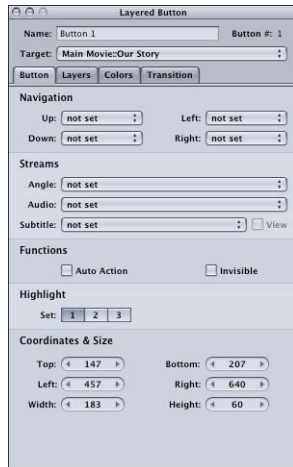 Layered Button
Name: Button 1 Button #: 1
Target: Main Movie::Our Story
Button Layers Colors Transition
Navigation
Up: not set Left: not set
Down: not set Right: not set
Streams
Angle: not set
Audio: not set
Subtitle: not set View
Functions
Auto Action Invisible
Highlight
Set: 1 2 3
Coordinates & Size
Top: 147 Bottom: 207
Left: 457 Right: 640
Width: 183 Height: 60